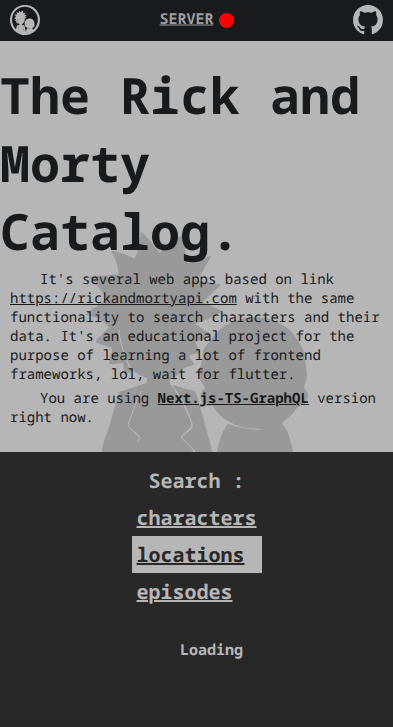 SERVER
The Rick and
Morty
Catalog.
It's several web apps based on link
https://rickandmortyapi.com with the same
functionality to search characters and their
data. It's an educational project for the
purpose of learning a lot of frontend
frameworks, lol, wait for flutter.
You are using Next.js-TS-GraphQL version
right now.
Search :
characters
locations
episodes
Loading